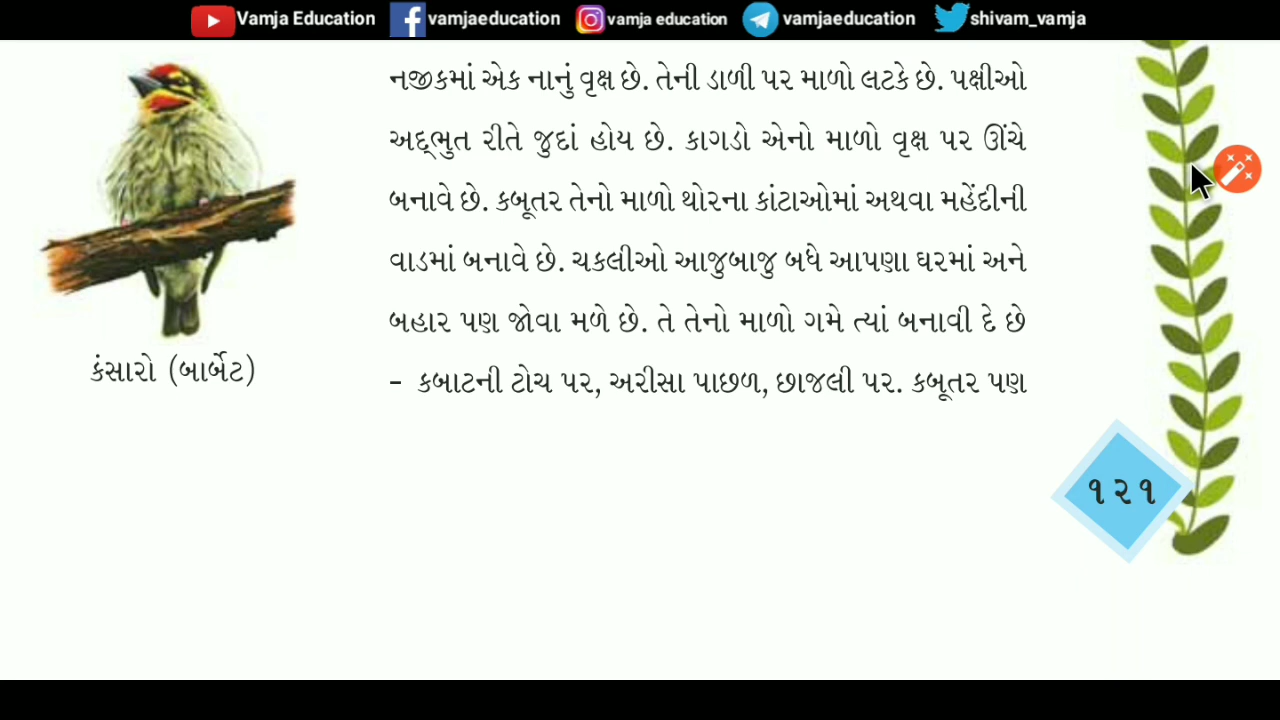 Vamja Education vamjaeducation vamja education vamjaeducation shivam_vamja
નજીકમાં એક નાનું વૃક્ષ છે. તેની ડાળી પર માળો લટકે છે. પક્ષીઓ
અદ્ભુત રીતે જુદાં હોય છે. કાગડો એનો માળો વૃક્ષ પર ઊંચે
બનાવે છે. કબૂતર તેનો માળો થોરના કાંટાઓમાં અથવા મહેંદીની
વાડમાં બનાવે છે. ચકલીઓ આજુબાજુ બધે આપણા ઘરમાં અને
બહાર પણ જોવા મળે છે. તે તેનો માળો ગમે ત્યાં બનાવી દે છે
- કબાટની ટોચ પર, અરીસા પાછળ, છાજલી પર. કબૂતર પણ
કંસારો (બાર્બેટ)
૧૨૧